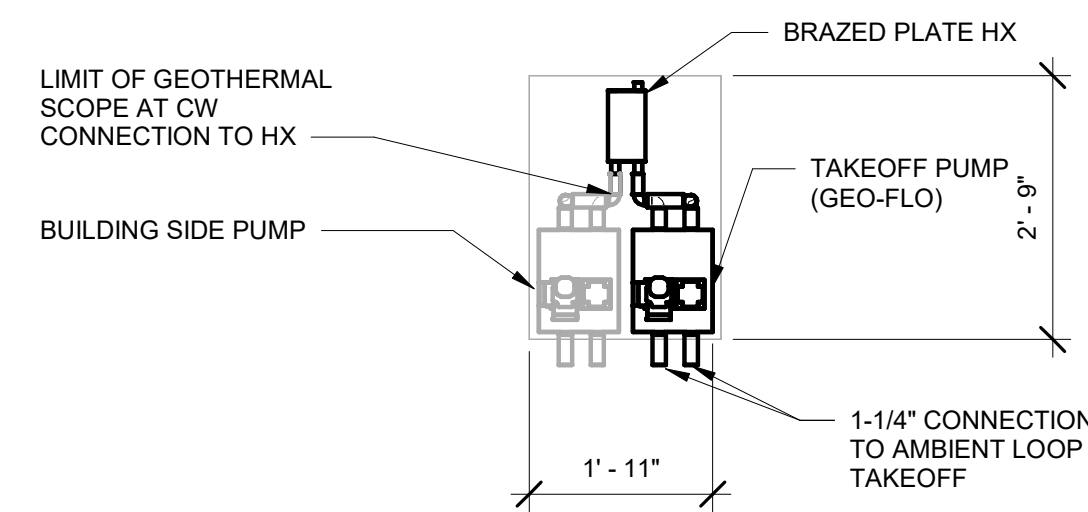 BRAZED PLATE HX
LIMIT OF GEOTHERMAL
SCOPE AT CW
CONNECTION TO HX
TAKEOFF PUMP
(GEO-FLO)
2' - 9"
BUILDING SIDE PUMP
1-1/4" CONNECTION
TO AMBIENT LOOP
TAKEOFF
1' - 11"